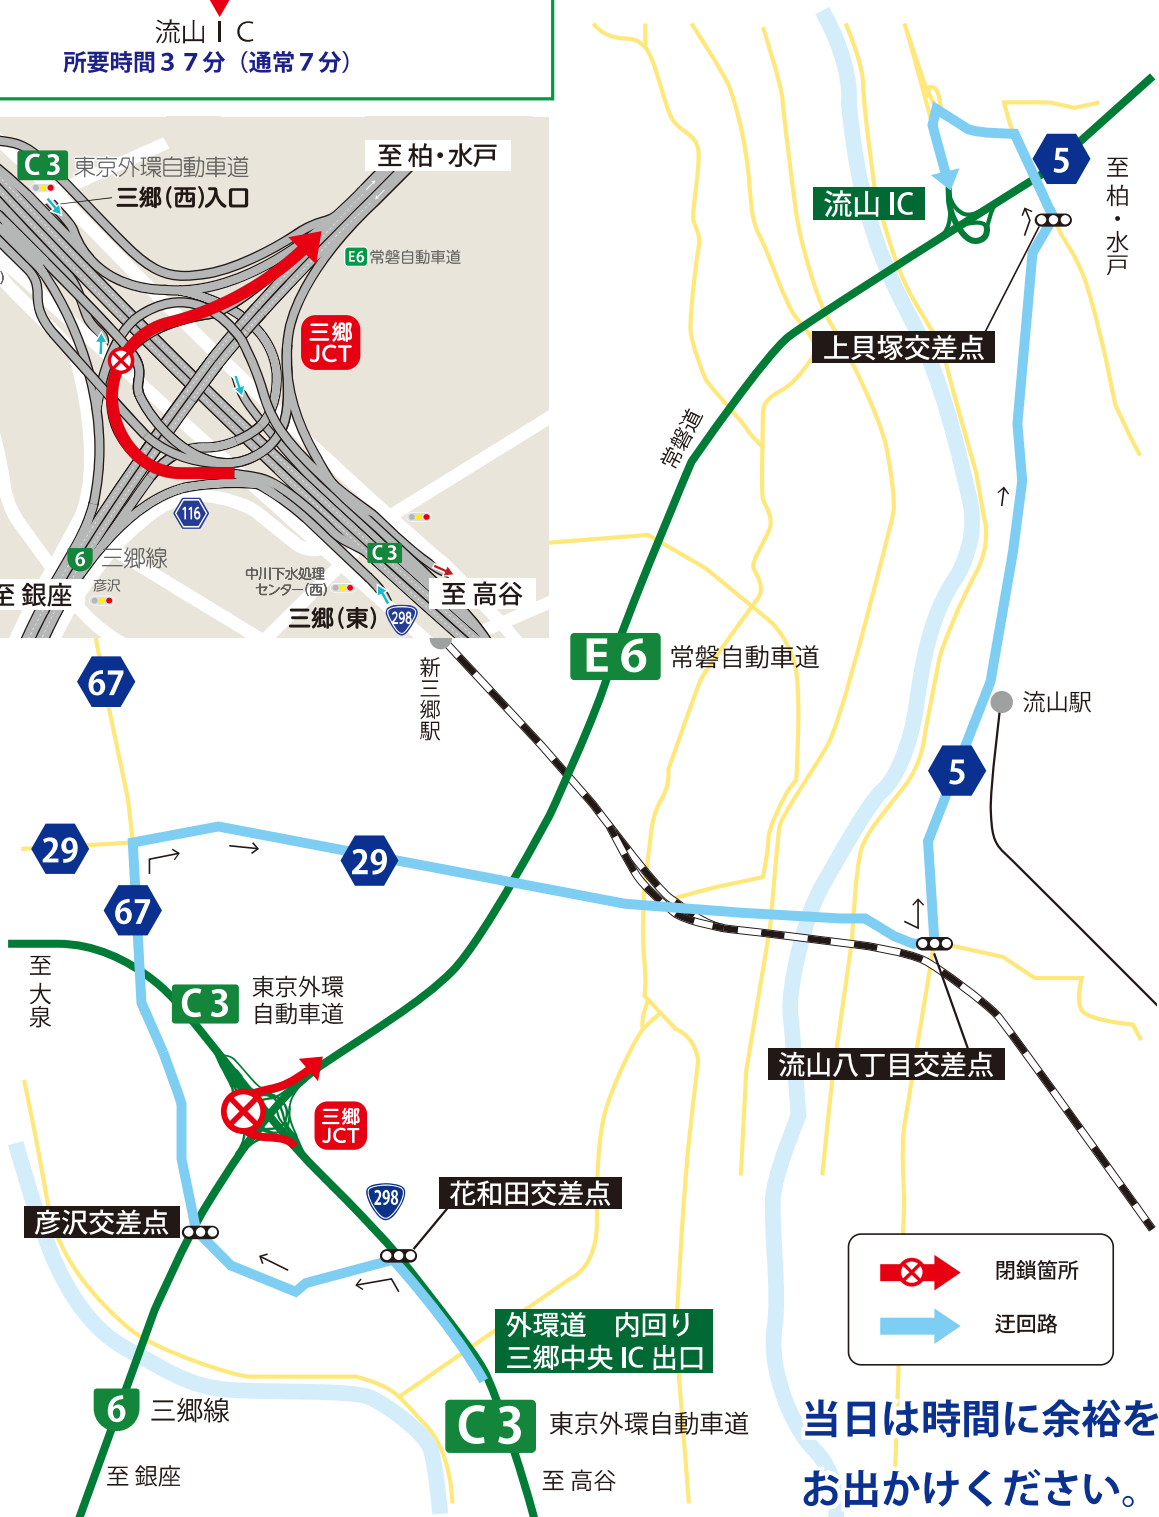 流山ＩＣ
所要時間３７分（通常７分）
C3 東京外環自動車道
三郷(西)入口
至 柏・水戸
E6 常磐自動車道
三郷
JCT
116
6 三郷線
彦沢
至 銀座
中川下水処理
センター(西)
C3
三郷(東)
298
至 高谷
5
至柏・水戸
流山 IC
上貝塚交差点
常磐道
E6 常磐自動車道
新三郷駅
67
流山駅
5
29
29
67
至大泉
C3
東京外環
自動車道
三郷
JCT
流山八丁目交差点
298
花和田交差点
彦沢交差点
外環道　内回り
三郷中央 IC 出口
閉鎖箇所
迂回路
6 三郷線
至 銀座
C3 東京外環自動車道
至 高谷
当日は時間に余裕を
お出かけください。